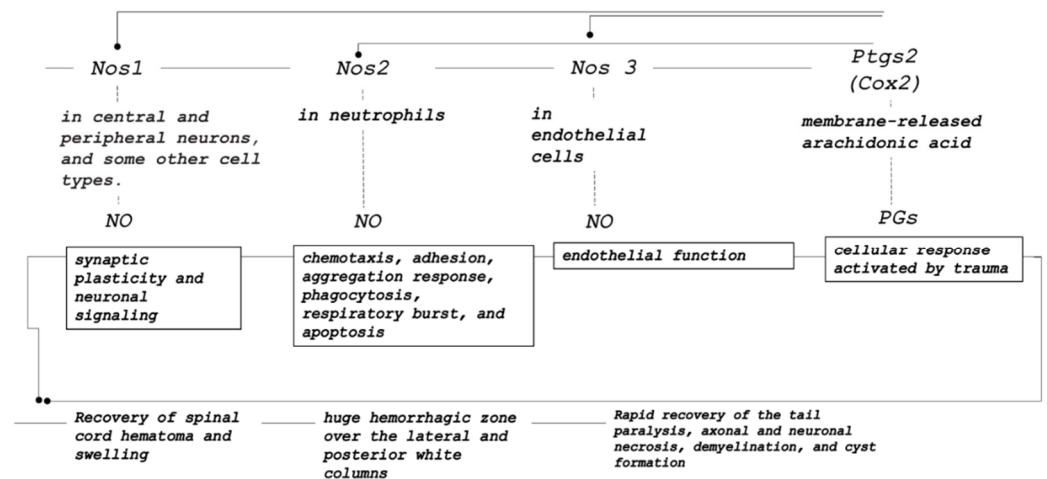 Nos1
Nos2
Nos 3
Ptgs2
(Cox2)
in central and
peripheral neurons,
and some other cell
types.
in neutrophils
in
endothelial
cells
membrane-released
arachidonic acid
NO
NO
NO
PGs
synaptic
plasticity and
neuronal
signaling
chemotaxis, adhesion,
aggregation response,
phagocytosis,
respiratory burst, and
apoptosis
endothelial function
cellular response
activated by trauma
Recovery of spinal
cord hematoma and
swelling
huge hemorrhagic zone
over the lateral and
posterior white
columns
Rapid recovery of the tail
paralysis, axonal and neuronal
necrosis, demyelination, and cyst
formation